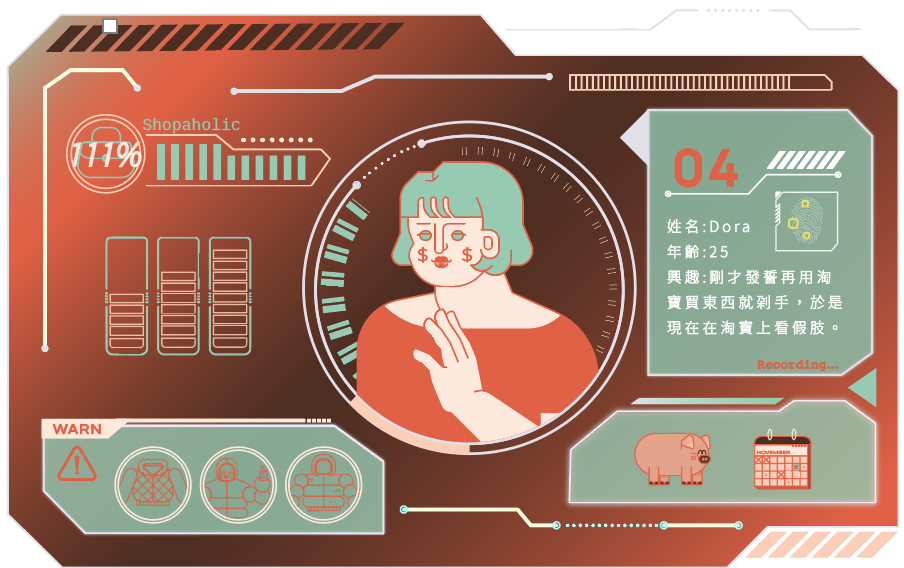 Shopaholic
111%
04
姓名:Dora
年齡:25
興趣:剛才發誓再用淘
寶買東西就剁手，於是
現在在淘寶上看假肢。
Recording...
WARN
!
$ $
NOVEMBER